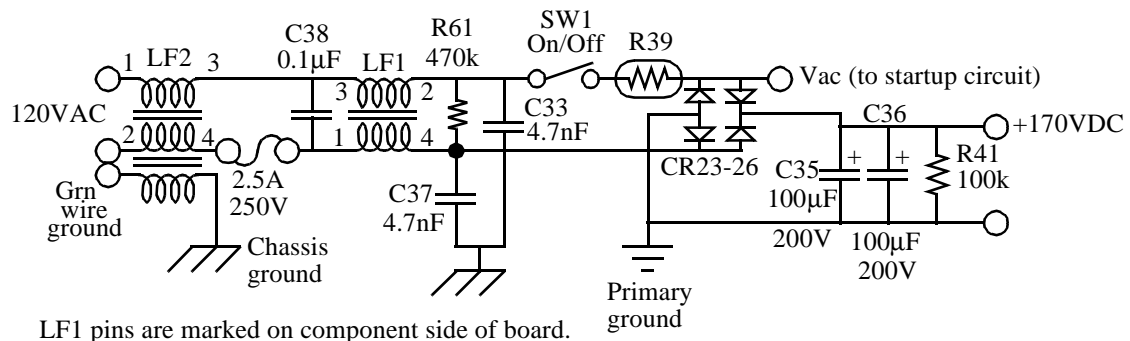 SW1
On/Off
R61
470k
C38
0.1µF
LF2
LF1
R39
1
3
3
2
Vac (to startup circuit)
120VAC
C33
4.7nF
2
4
1
4
C36
+170VDC
CR23-26
2.5A
250V
Grn
wire
ground
C37
4.7nF
C35
100µF
200V
+
+
R41
100k
100µF
200V
Chassis
ground
Primary
ground
LF1 pins are marked on component side of board.